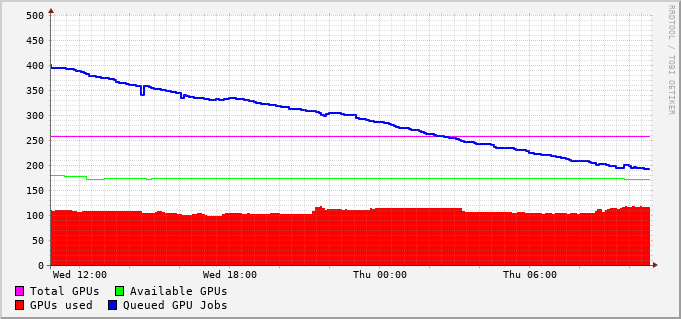 500
450
400
350
300
250
200
150
100
50
0
Wed 12:00 Wed 18:00 Thu 00:00 Thu 06:00
Total GPUs Available GPUs
GPUs used Queued GPU Jobs
RRDTOOL / TOBI OETIKER